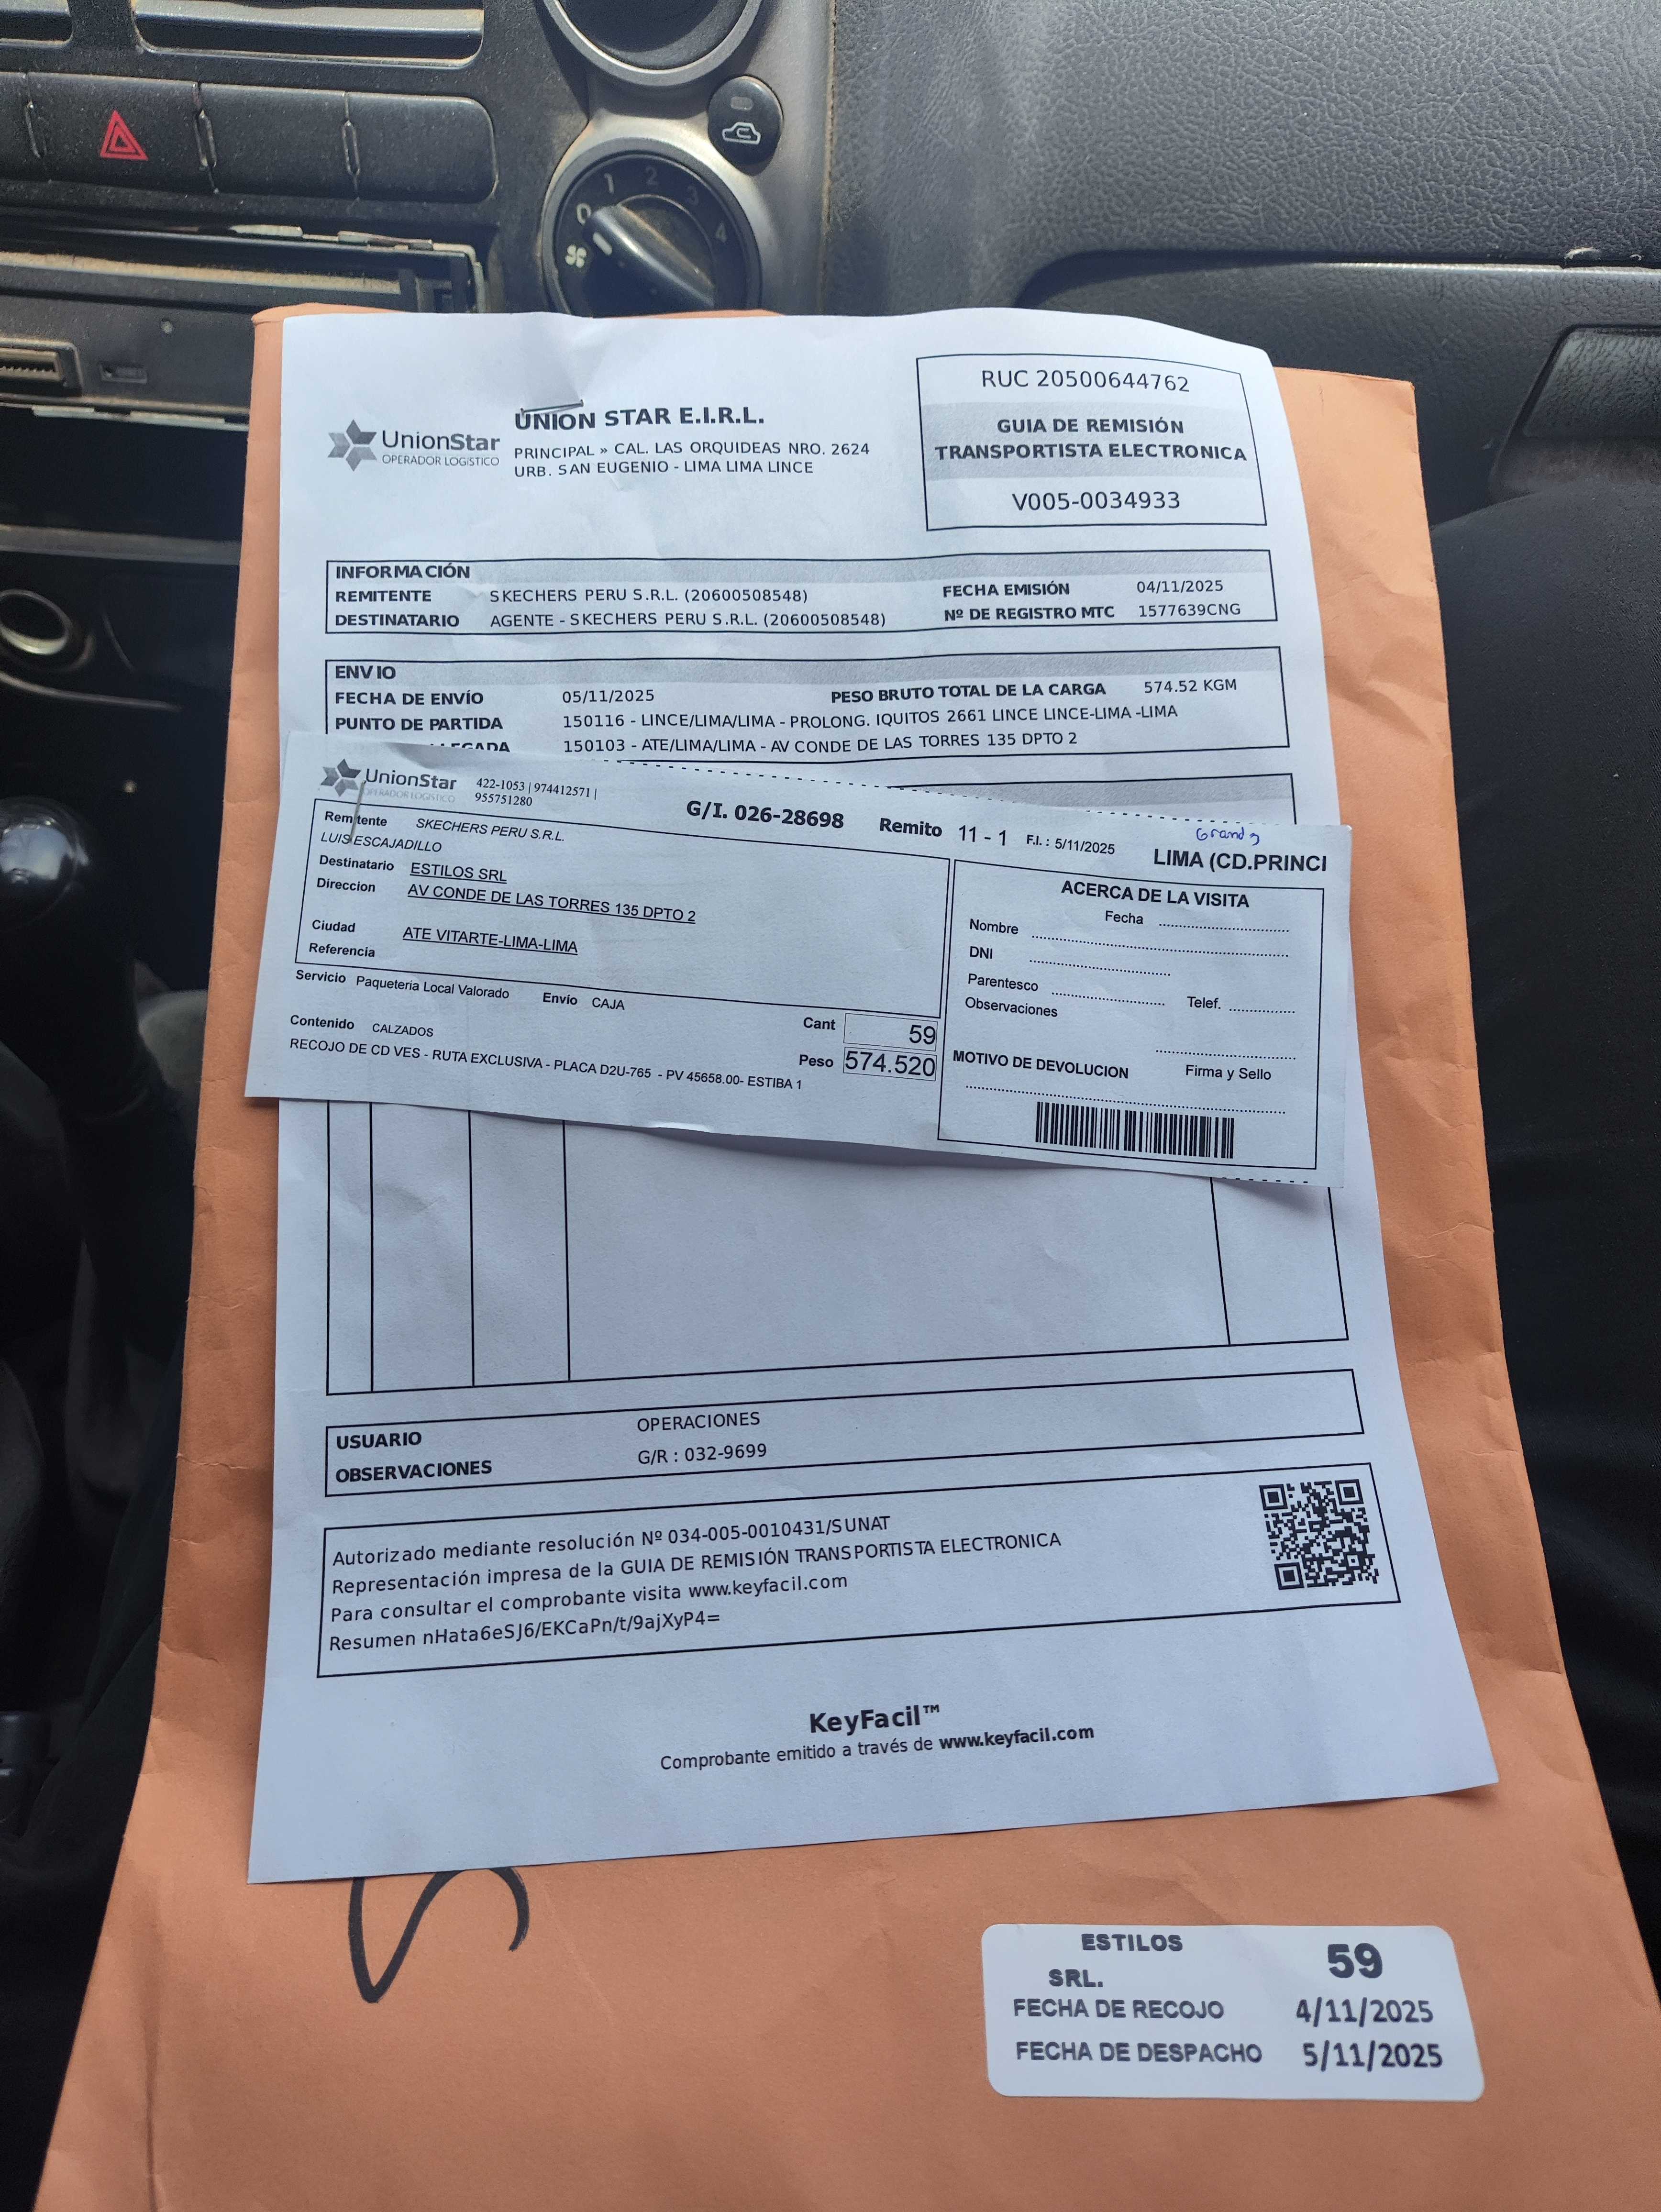 0 1 2 3 4
UnionStar
OPERADOR LOGISTICO
UNION STAR E.I.R.L.
PRINCIPAL » CAL. LAS ORQUIDEAS NRO. 2624
URB. SAN EUGENIO - LIMA LIMA LINCE
RUC 20500644762
GUIA DE REMISIÓN
TRANSPORTISTA ELECTRONICA
V005-0034933
INFORMACIÓN
REMITENTE SKECHERS PERU S.R.L. (20600508548) FECHA EMISIÓN 04/11/2025
DESTINATARIO AGENTE - SKECHERS PERU S.R.L. (20600508548) Nº DE REGISTRO MTC 1577639CNG
ENVIO
FECHA DE ENVÍO 05/11/2025 PESO BRUTO TOTAL DE LA CARGA 574.52 KGM
PUNTO DE PARTIDA 150116 - LINCE/LIMA/LIMA - PROLONG. IQUITOS 2661 LINCE LINCE-LIMA -LIMA
150103 - ATE/LIMA/LIMA - AV CONDE DE LAS TORRES 135 DPTO 2
UnionStar
OPERADOR LOGISTICO
422-1053 | 974412571 |
955751280
G/I. 026-28698 Remito 11 - 1 F.I.: 5/11/2025
LIMA (CD.PRINCI
Remitente SKECHERS PERU S.R.L.
LUIS ESCAJADILLO
Destinatario ESTILOS SRL
Direccion AV CONDE DE LAS TORRES 135 DPTO 2
Ciudad ATE VITARTE-LIMA-LIMA
Referencia
Servicio Paquetería Local Valorado Envío CAJA
Contenido CALZADOS
Cant 59
Peso 574.520
RECOJO DE CD VES - RUTA EXCLUSIVA - PLACA D2U-765 - PV 45658.00- ESTIBA 1
ACERCA DE LA VISITA
Fecha
Nombre
DNI
Parentesco Telef.
Observaciones
MOTIVO DE DEVOLUCION Firma y Sello
USUARIO OPERACIONES
OBSERVACIONES G/R : 032-9699
Autorizado mediante resolución Nº 034-005-0010431/SUNAT
Representación impresa de la GUIA DE REMISIÓN TRANSPORTISTA ELECTRONICA
Para consultar el comprobante visita www.keyfacil.com
Resumen nHata6eSJ6/EKCaPn/t/9ajXyP4=
KeyFacil™
Comprobante emitido a través de www.keyfacil.com
ESTILOS
SRL. 59
FECHA DE RECOJO 4/11/2025
FECHA DE DESPACHO 5/11/2025